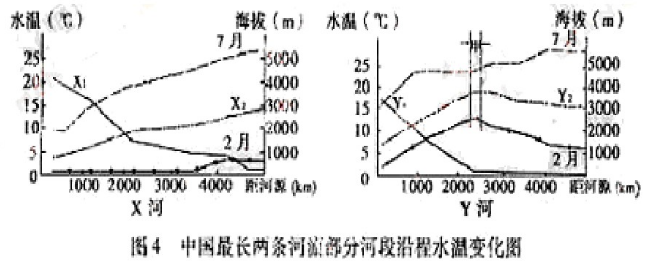 水温(℃) 海拔(m) 水温(℃) 海拔(m)
7月 7月
25 5000 25 5000
20 X₁ 4000 20 4000
15 X₂ 3000 15 Y₂ 3000
10 2000 10 2000
5 2月 1000 5 2月 1000
0 1000 2000 3000 4000 距河源(km) 0 1000 2000 3000 4000 距河源(km)
X河 Y河
图4 中国最长两条河源部分河段沿程水温变化图